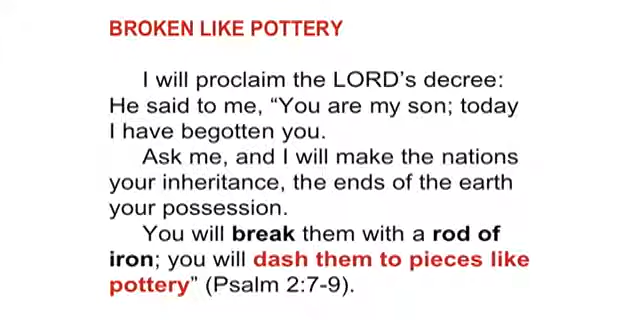 BROKEN LIKE POTTERY
I will proclaim the LORD's decree:
He said to me, “You are my son; today
I have begotten you.
Ask me, and I will make the nations
your inheritance, the ends of the earth
your possession.
You will break them with a rod of
iron; you will dash them to pieces like
pottery” (Psalm 2:7-9).